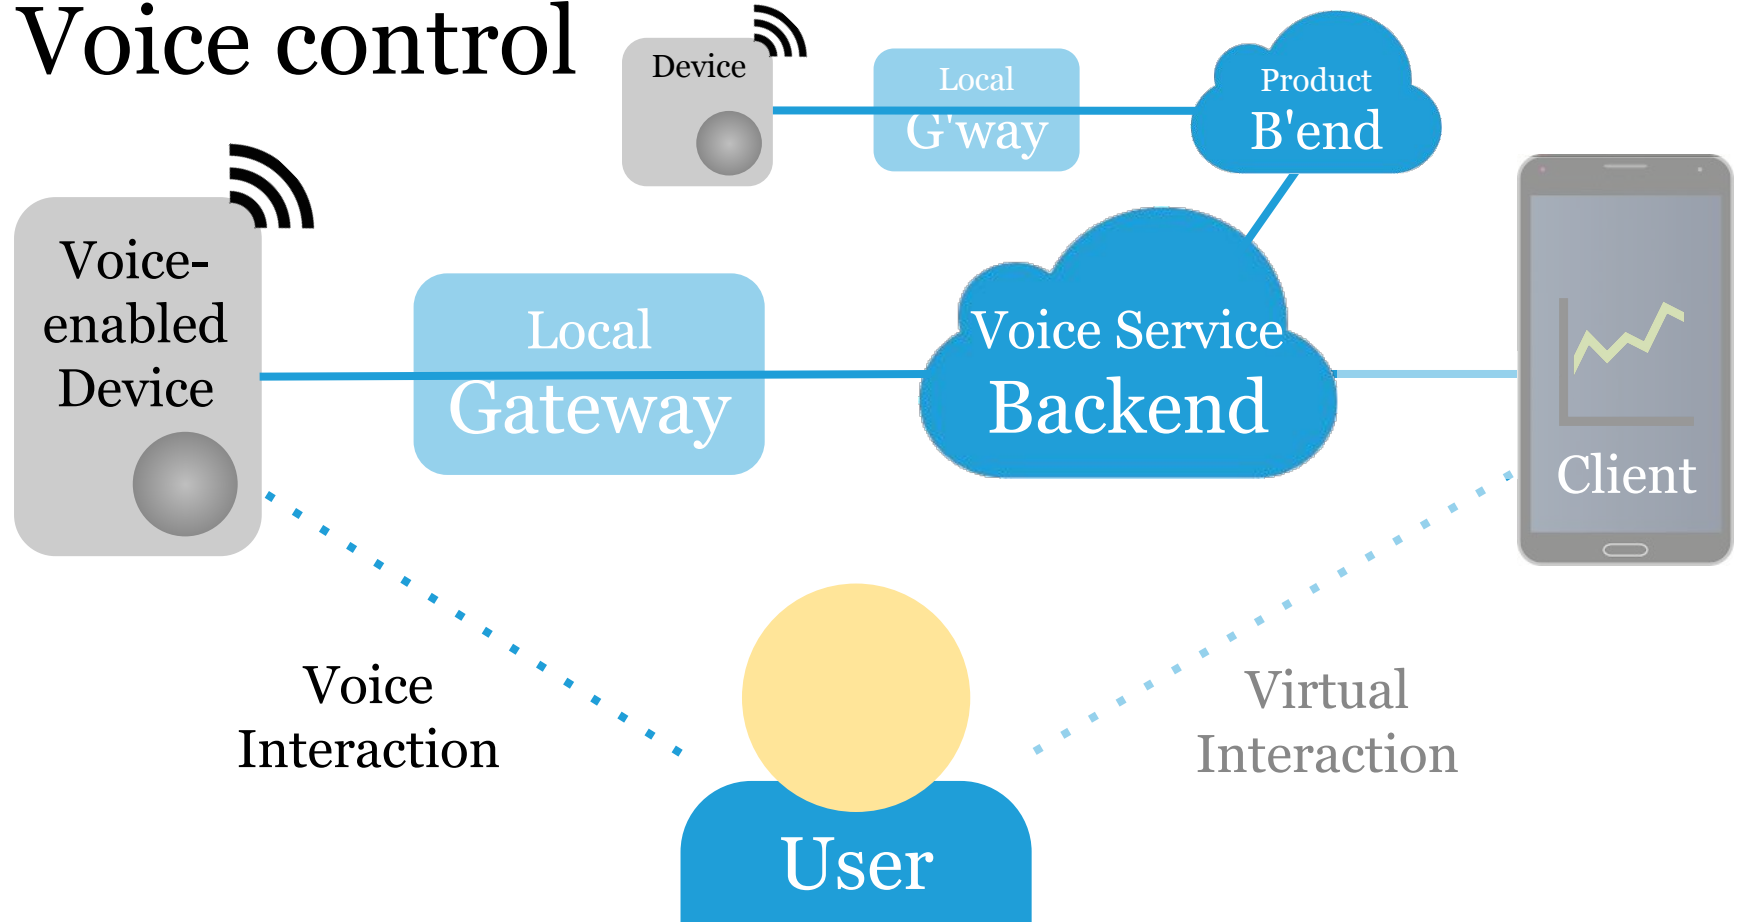 Voice control
Device
Local
G'way
Product
B'end
Voice-
enabled
Device
Local
Gateway
Voice Service
Backend
Client
Voice
Interaction
Virtual
Interaction
User